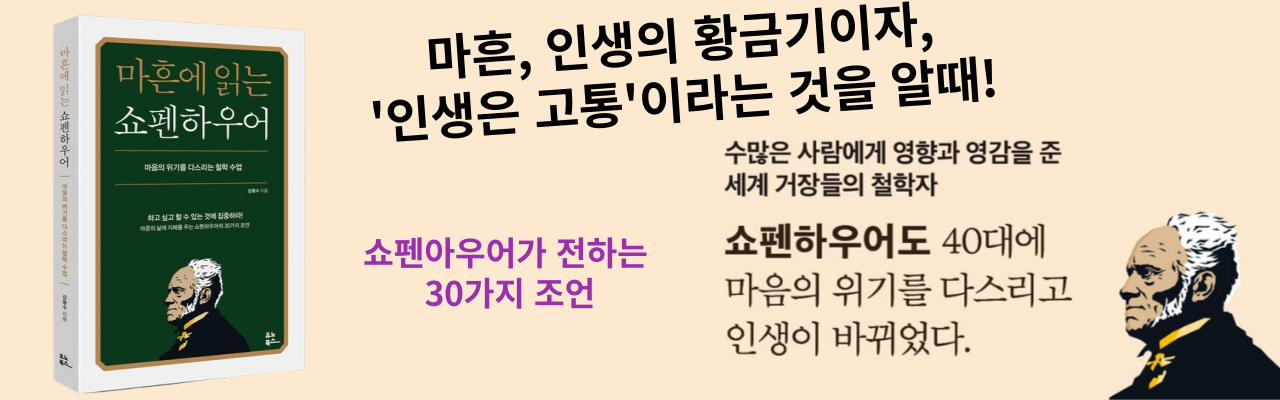 마흔, 인생의 황금기이자,
'인생은 고통'이라는 것을 알때!
마흔에 읽는 쇼펜하우어
마음의 위기를 다스리는 철학 수업
강용수 지음
유노
북스
마흔에 읽는
쇼펜하우어
마음의 위기를 다스리는 철학 수업
강용수 지음
하고 싶고 할 수 있는 것에 집중하라!
마흔의 삶에 지혜를 주는 쇼펜하우어의 30가지 조언
유노
북스
쇼펜아우어가 전하는
30가지 조언
수많은 사람에게 영향과 영감을 준
세계 거장들의 철학자
쇼펜하우어도 40대에
마음의 위기를 다스리고
인생이 바뀌었다.